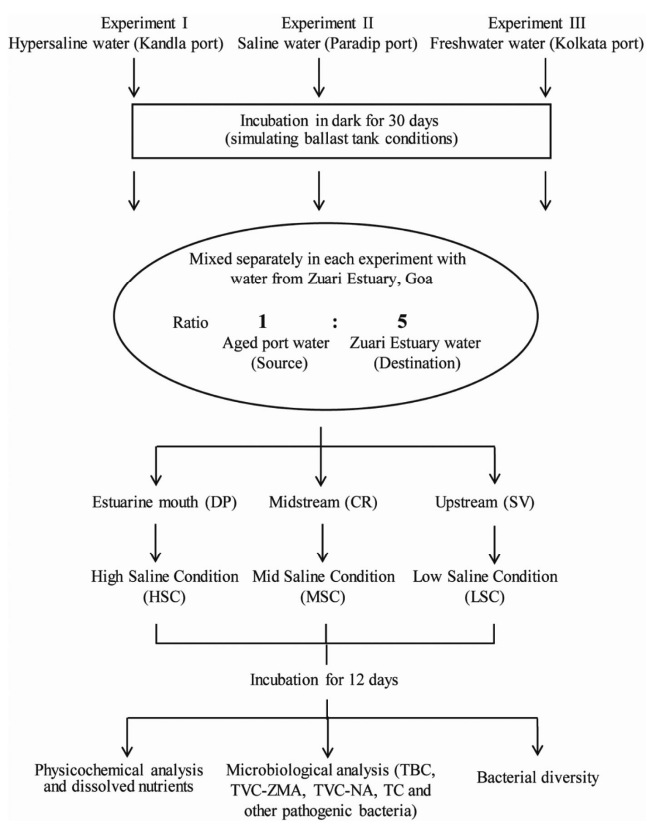 Experiment I
Hypersaline water (Kandla port)
Experiment II
Saline water (Paradip port)
Experiment III
Freshwater water (Kolkata port)
Incubation in dark for 30 days
(simulating ballast tank conditions)
Mixed separately in each experiment with
water from Zuari Estuary, Goa
Ratio 1 : 5
Aged port water
(Source)
Zuari Estuary water
(Destination)
Estuarine mouth (DP)
Midstream (CR)
Upstream (SV)
High Saline Condition
(HSC)
Mid Saline Condition
(MSC)
Low Saline Condition
(LSC)
Incubation for 12 days
Physicochemical analysis
and dissolved nutrients
Microbiological analysis (TBC,
TVC-ZMA, TVC-NA, TC and
other pathogenic bacteria)
Bacterial diversity